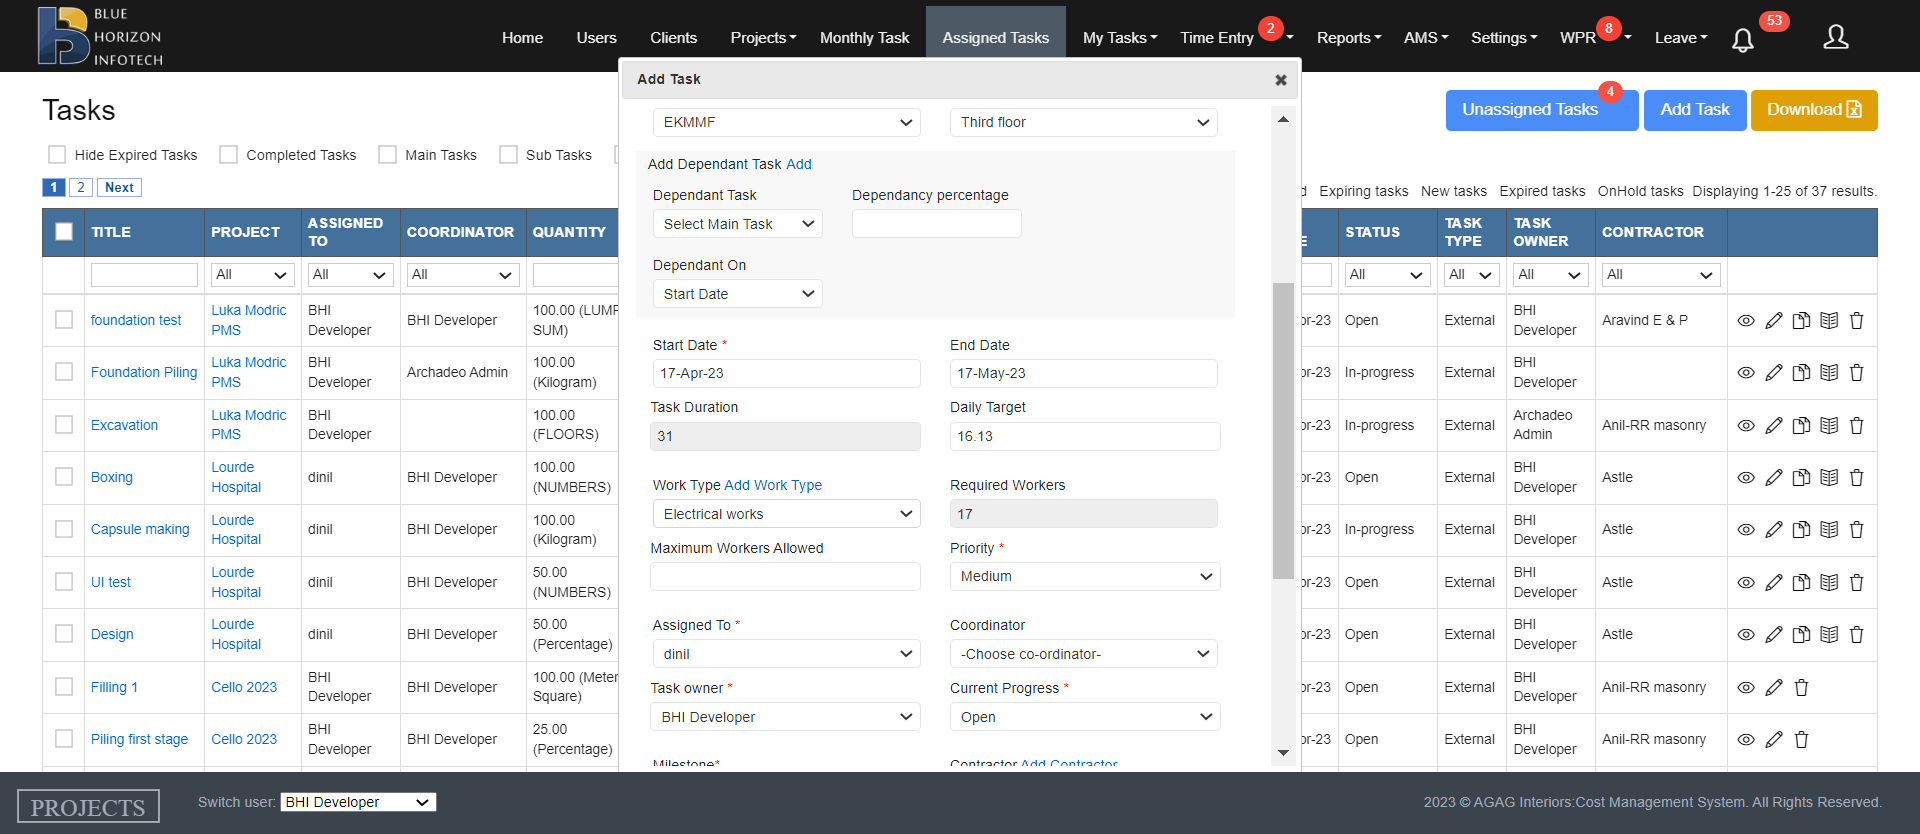 BLUE
HORIZON
INFOTECH
Home Users Clients Projects Monthly Task Assigned Tasks My Tasks Time Entry 2 Reports AMS Settings WPR 8 Leave 53
Add Task
Tasks
Unassigned Tasks 4 Add Task Download
EKMMF Third floor
Hide Expired Tasks Completed Tasks Main Tasks Sub Tasks
Add Dependant Task Add
1 2 Next
Dependant Task Dependancy percentage
d Expiring tasks New tasks Expired tasks OnHold tasks Displaying 1-25 of 37 results.
Select Main Task
TITLE PROJECT ASSIGNED TO COORDINATOR QUANTITY
E STATUS TASK TYPE TASK OWNER CONTRACTOR
All All All
All All All All
Dependant On
Start Date
foundation test Luka Modric PMS BHI Developer BHI Developer 100.00 (LUMP SUM)
pr-23 Open External BHI Developer Aravind E & P
Foundation Piling Luka Modric PMS BHI Developer Archadeo Admin 100.00 (Kilogram)
pr-23 In-progress External BHI Developer
Excavation Luka Modric PMS BHI Developer 100.00 (FLOORS)
pr-23 In-progress External Archadeo Admin Anil-RR masonry
Boxing Lourde Hospital dinil BHI Developer 100.00 (NUMBERS)
pr-23 Open External BHI Developer Astle
Capsule making Lourde Hospital dinil BHI Developer 100.00 (Kilogram)
pr-23 In-progress External BHI Developer Astle
UI test Lourde Hospital dinil BHI Developer 50.00 (NUMBERS)
pr-23 Open External BHI Developer Astle
Design Lourde Hospital dinil BHI Developer 50.00 (Percentage)
pr-23 Open External BHI Developer Astle
Filling 1 Cello 2023 BHI Developer BHI Developer 100.00 (Meter Square)
pr-23 Open External BHI Developer Anil-RR masonry
Piling first stage Cello 2023 BHI Developer BHI Developer 25.00 (Percentage)
pr-23 Open External BHI Developer Anil-RR masonry
Start Date * End Date
17-Apr-23 17-May-23
Task Duration Daily Target
31 16.13
Work Type Add Work Type Required Workers
Electrical works 17
Maximum Workers Allowed Priority *
Medium
Assigned To * Coordinator
dinil -Choose co-ordinator-
Task owner * Current Progress *
BHI Developer Open
Milestone* Contractor Add Contractor
PROJECTS Switch user: BHI Developer 2023 © AGAG Interiors:Cost Management System. All Rights Reserved.